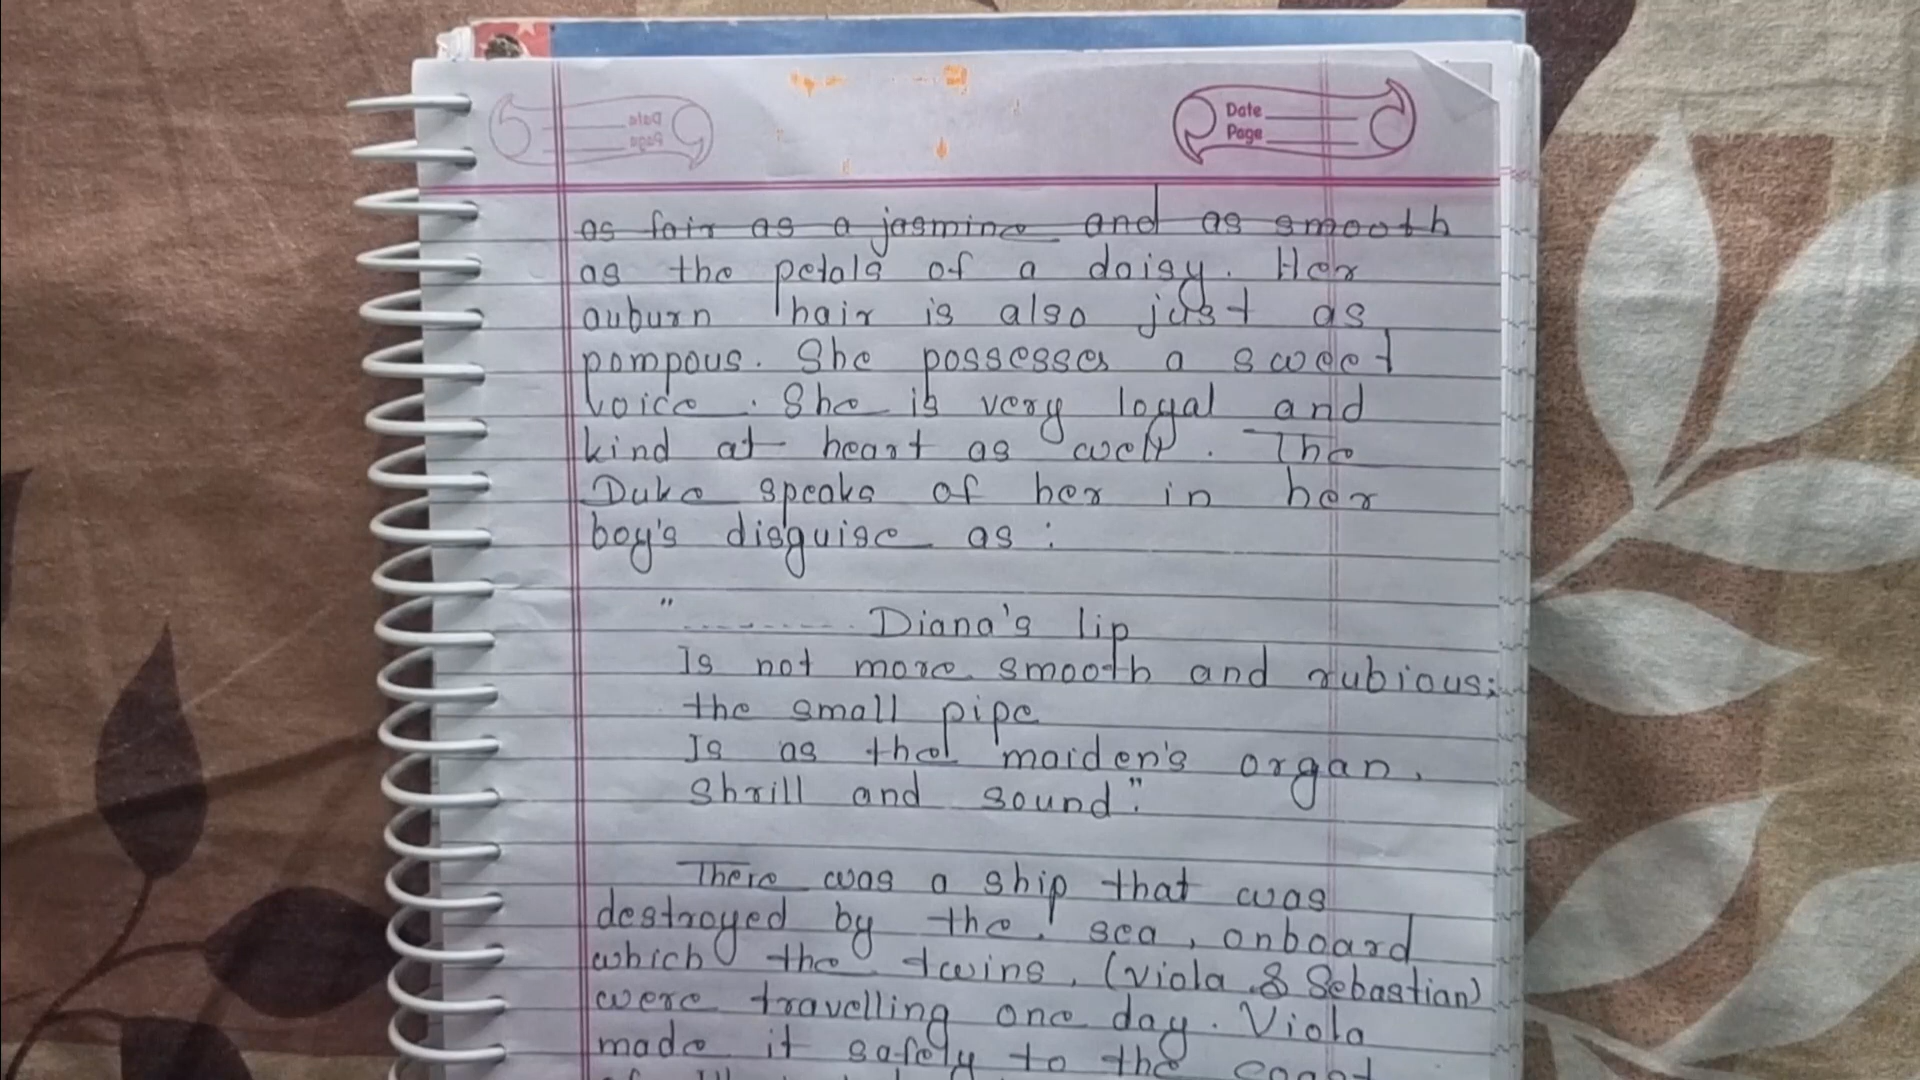 Date
Page
as fair as a jasmine and as smooth
as the petals of a daisy. Her
auburn hair is also just as
pompous. She possesses a sweet
voice. She is very loyal and
kind at heart as well. The
Duke speaks of her in her
boy's disguise as:
".......... Diana's lip
Is not more smooth and rubious;
the small pipe
Is as the maiden's organ,
Shrill and sound".
There was a ship that was
destroyed by the sea, onboard
which the twins, (Viola & Sebastian)
were travelling one day. Viola
made it safely to the coast
of